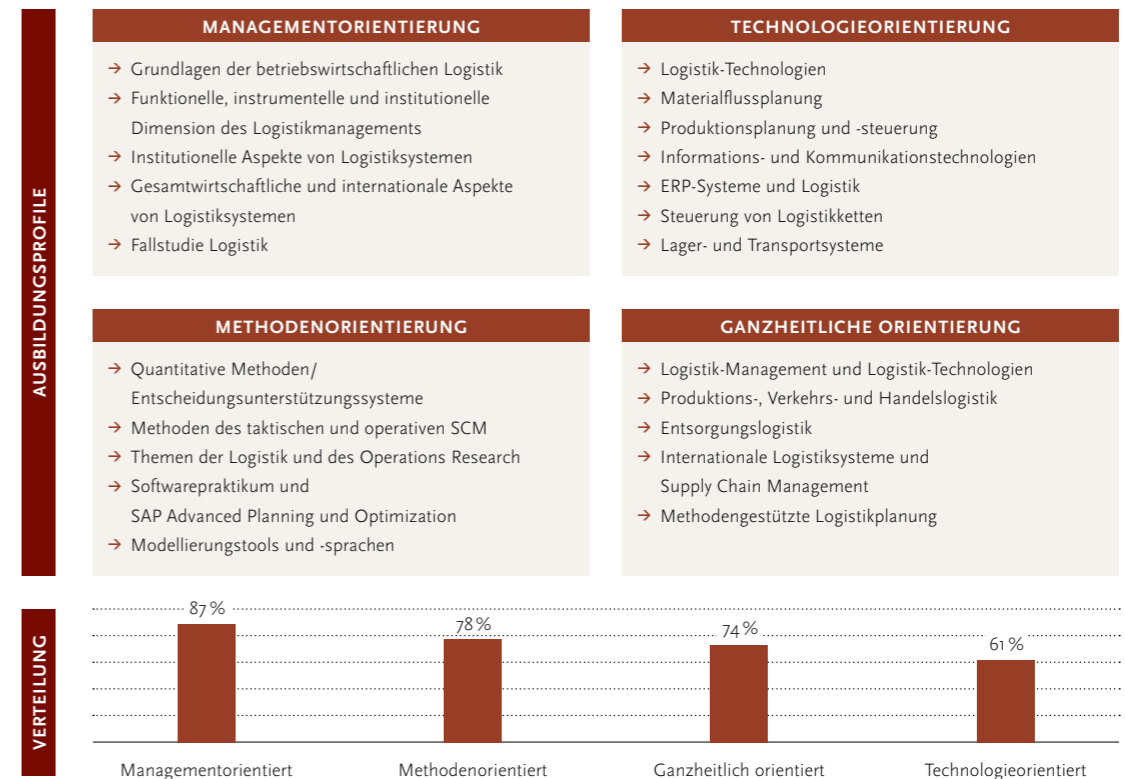 AUSBILDUNGSPROFILE
MANAGEMENTORIENTIERUNG
→ Grundlagen der betriebswirtschaftlichen Logistik
→ Funktionelle, instrumentelle und institutionelle
Dimension des Logistikmanagements
→ Institutionelle Aspekte von Logistiksystemen
→ Gesamtwirtschaftliche und internationale Aspekte
von Logistiksystemen
→ Fallstudie Logistik
TECHNOLOGIEORIENTIERUNG
→ Logistik-Technologien
→ Materialflussplanung
→ Produktionsplanung und -steuerung
→ Informations- und Kommunikationstechnologien
→ ERP-Systeme und Logistik
→ Steuerung von Logistikketten
→ Lager- und Transportsysteme
METHODENORIENTIERUNG
→ Quantitative Methoden/
Entscheidungsunterstützungssysteme
→ Methoden des taktischen und operativen SCM
→ Themen der Logistik und des Operations Research
→ Softwarepraktikum und
SAP Advanced Planning und Optimization
→ Modellierungstools und -sprachen
GANZHEITLICHE ORIENTIERUNG
→ Logistik-Management und Logistik-Technologien
→ Produktions-, Verkehrs- und Handelslogistik
→ Entsorgungslogistik
→ Internationale Logistiksysteme und
Supply Chain Management
→ Methodengestützte Logistikplanung
VERTEILUNG
87 %
78 %
74 %
61 %
Managementorientiert
Methodenorientiert
Ganzheitlich orientiert
Technologieorientiert